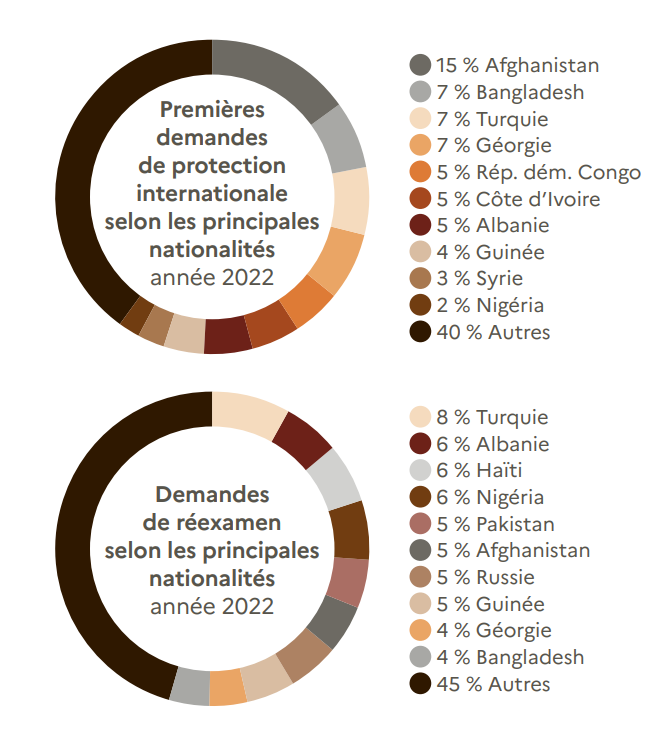 Premières
demandes
de protection
internationale
selon les principales
nationalités
année 2022
15 % Afghanistan
7 % Bangladesh
7 % Turquie
7 % Géorgie
5 % Rép. dém. Congo
5 % Côte d’Ivoire
5 % Albanie
4 % Guinée
3 % Syrie
2 % Nigéria
40 % Autres
Demandes
de réexamen
selon les principales
nationalités
année 2022
8 % Turquie
6 % Albanie
6 % Haïti
6 % Nigéria
5 % Pakistan
5 % Afghanistan
5 % Russie
5 % Guinée
4 % Géorgie
4 % Bangladesh
45 % Autres